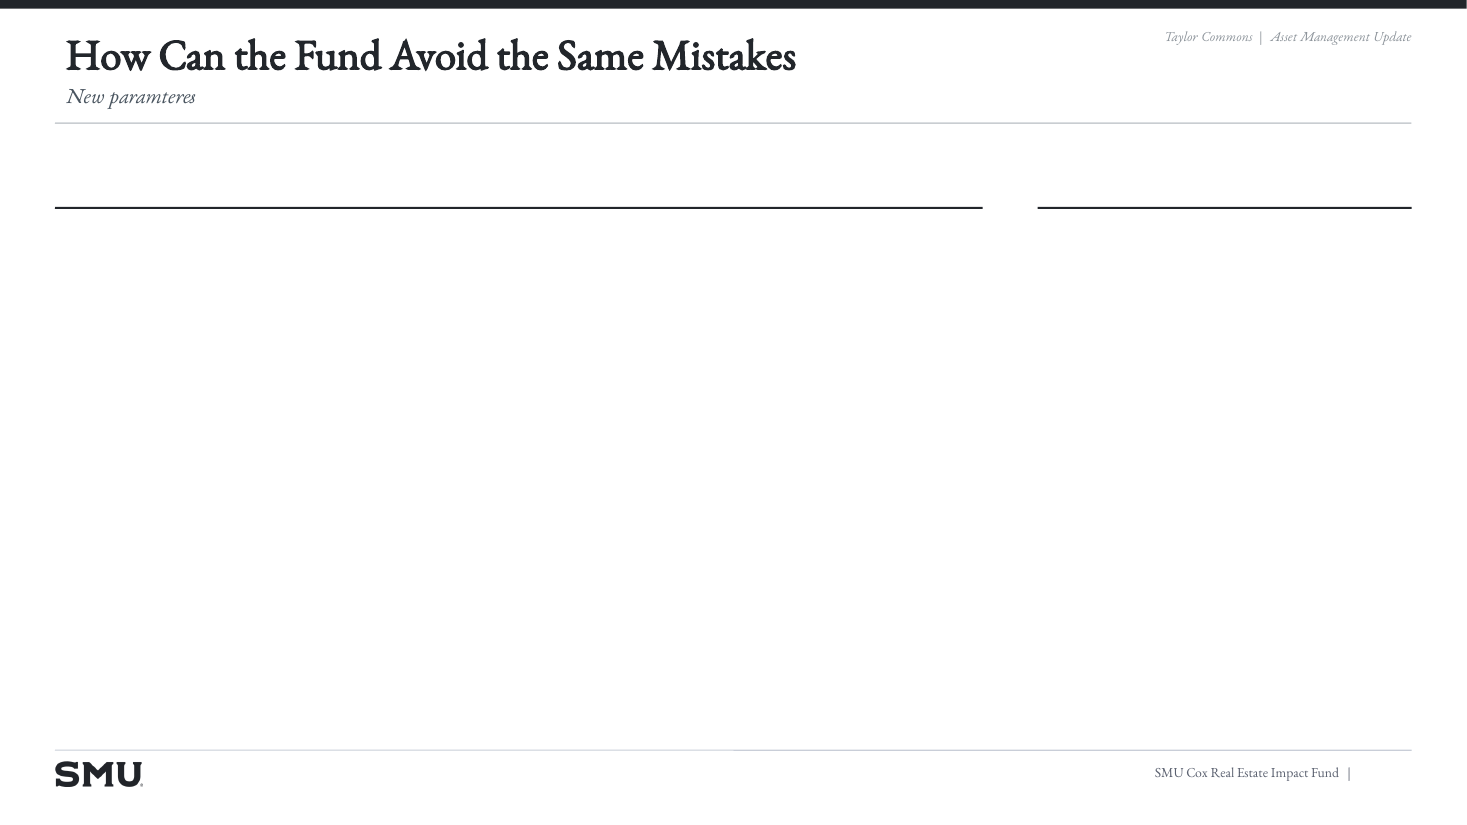 Taylor Commons | Asset Management Update
How Can the Fund Avoid the Same Mistakes
New paramteres
SMU
SMU Cox Real Estate Impact Fund |